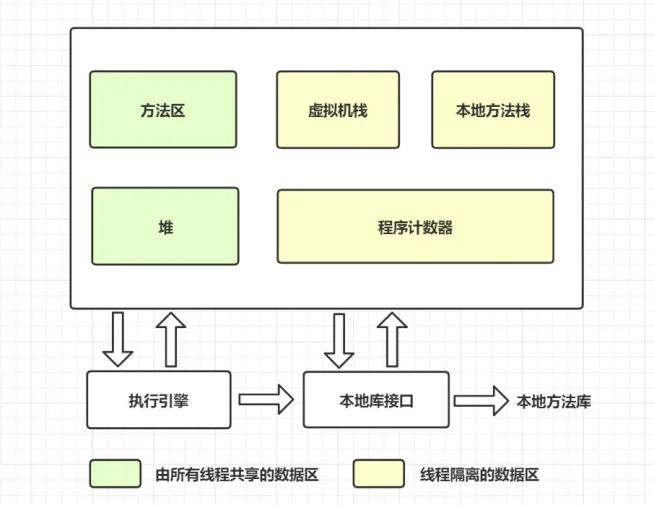 方法区
虚拟机栈
本地方法栈
堆
程序计数器
执行引擎
本地库接口
本地方法库
由所有线程共享的数据区
线程隔离的数据区